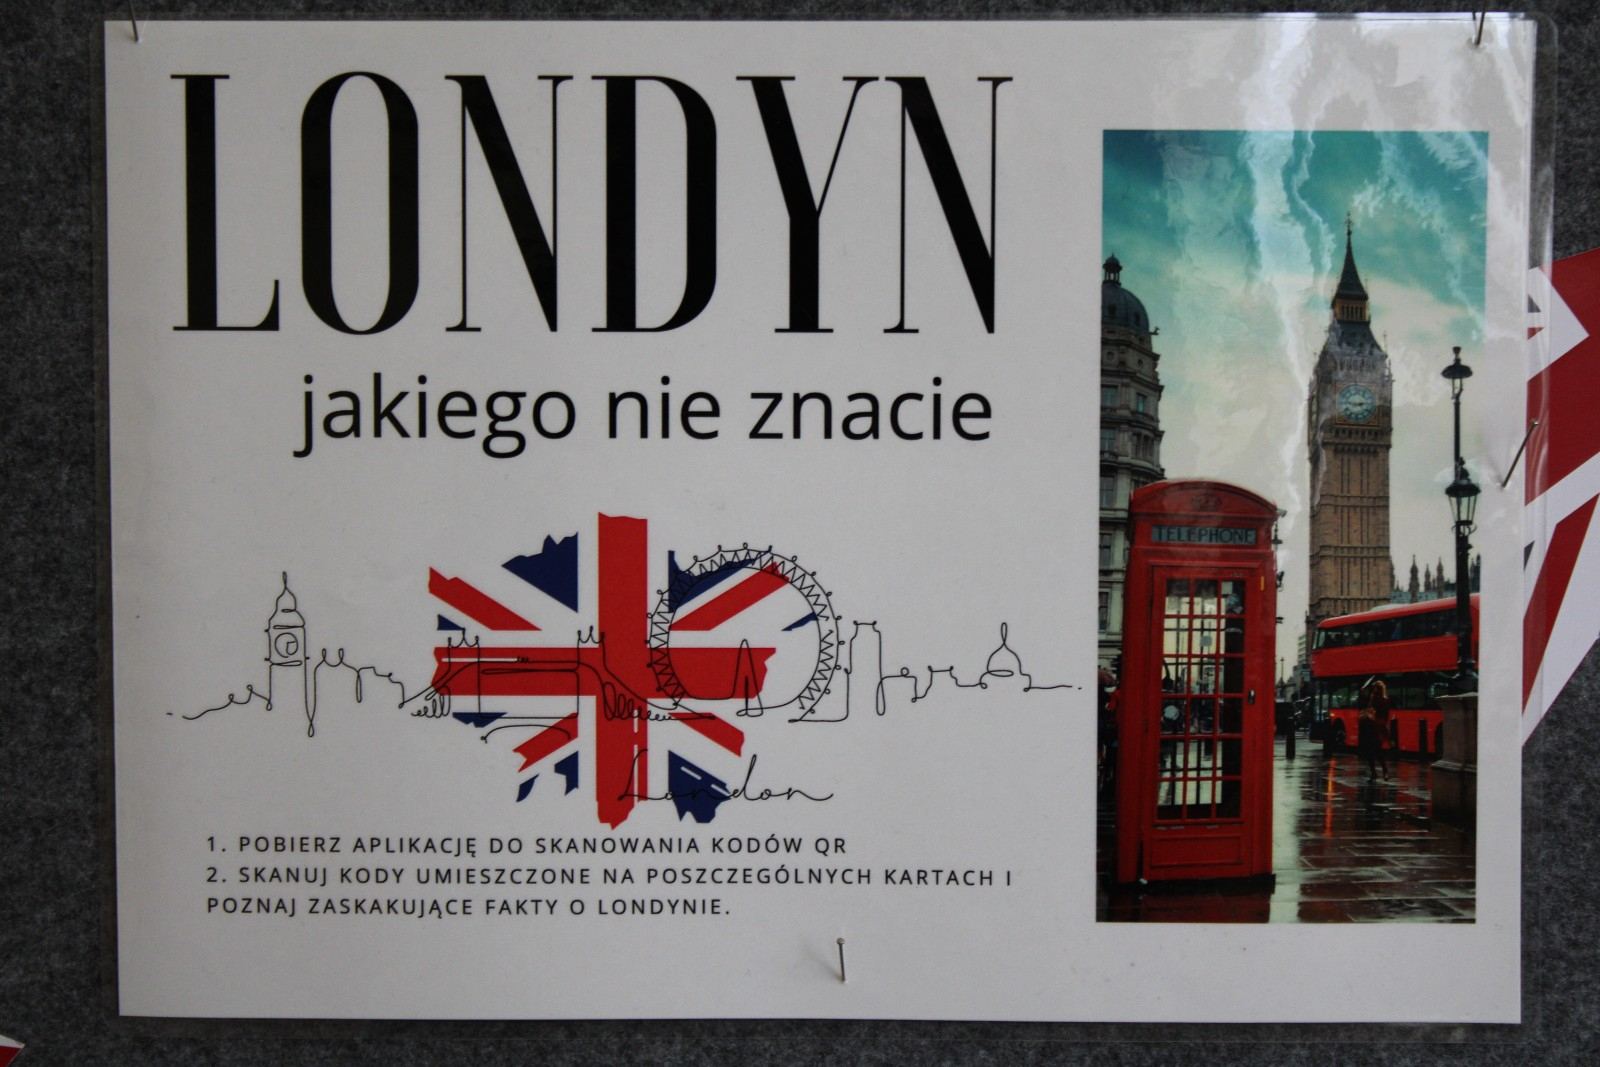 LONDYN
jakiego nie znacie
TELEPHONE
London
1. POBIERZ APLIKACJĘ DO SKANOWANIA KODÓW QR
2. SKANUJ KODY UMIESZCZONE NA POSZCZEGÓLNYCH KARTACH I
POZNAJ ZASKAKUJĄCE FAKTY O LONDYNIE.